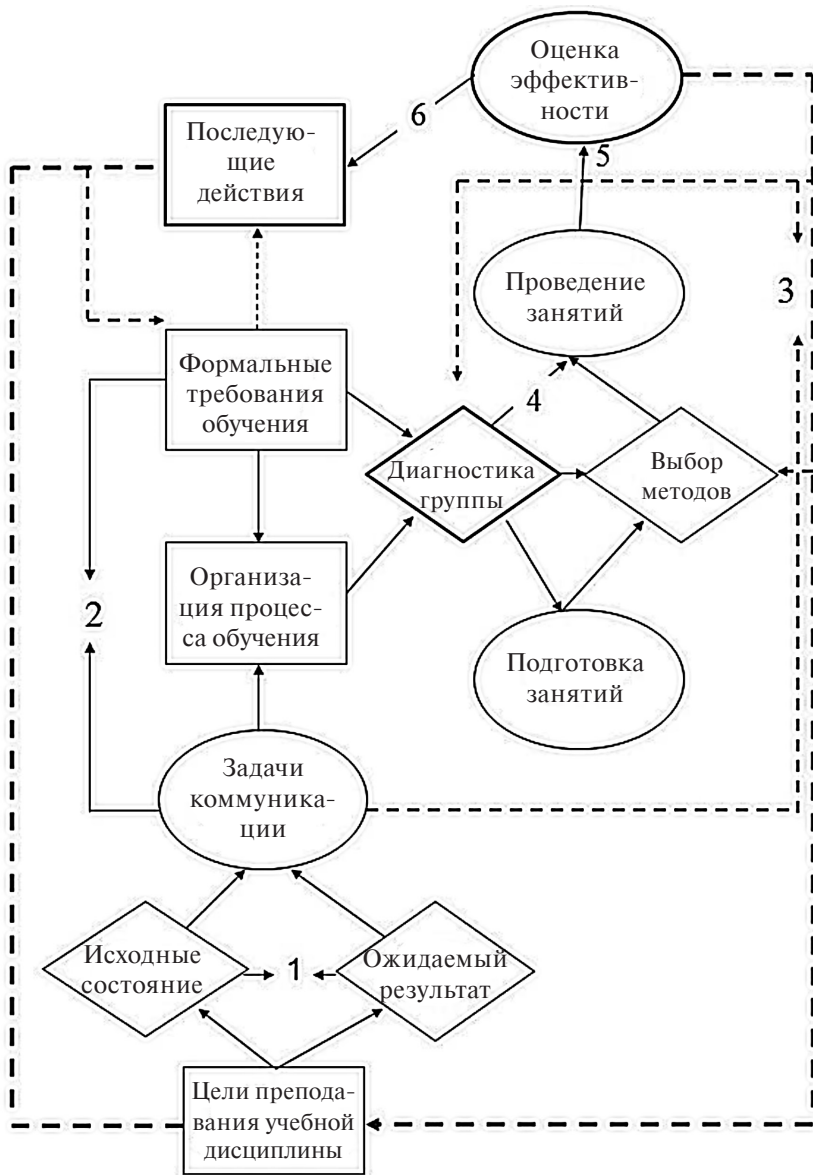 Оценка
эффектив-
ности
6
Последую-
щие
действия
5
Проведение
занятий
3
Формальные
требования
обучения
4
Диагностика
группы
Выбор
методов
Организа-
ция процес-
са обучения
2
Подготовка
занятий
Задачи
коммуника-
ции
Исходные
состояние
1
Ожидаемый
результат
Цели препода-
вания учебной
дисциплины